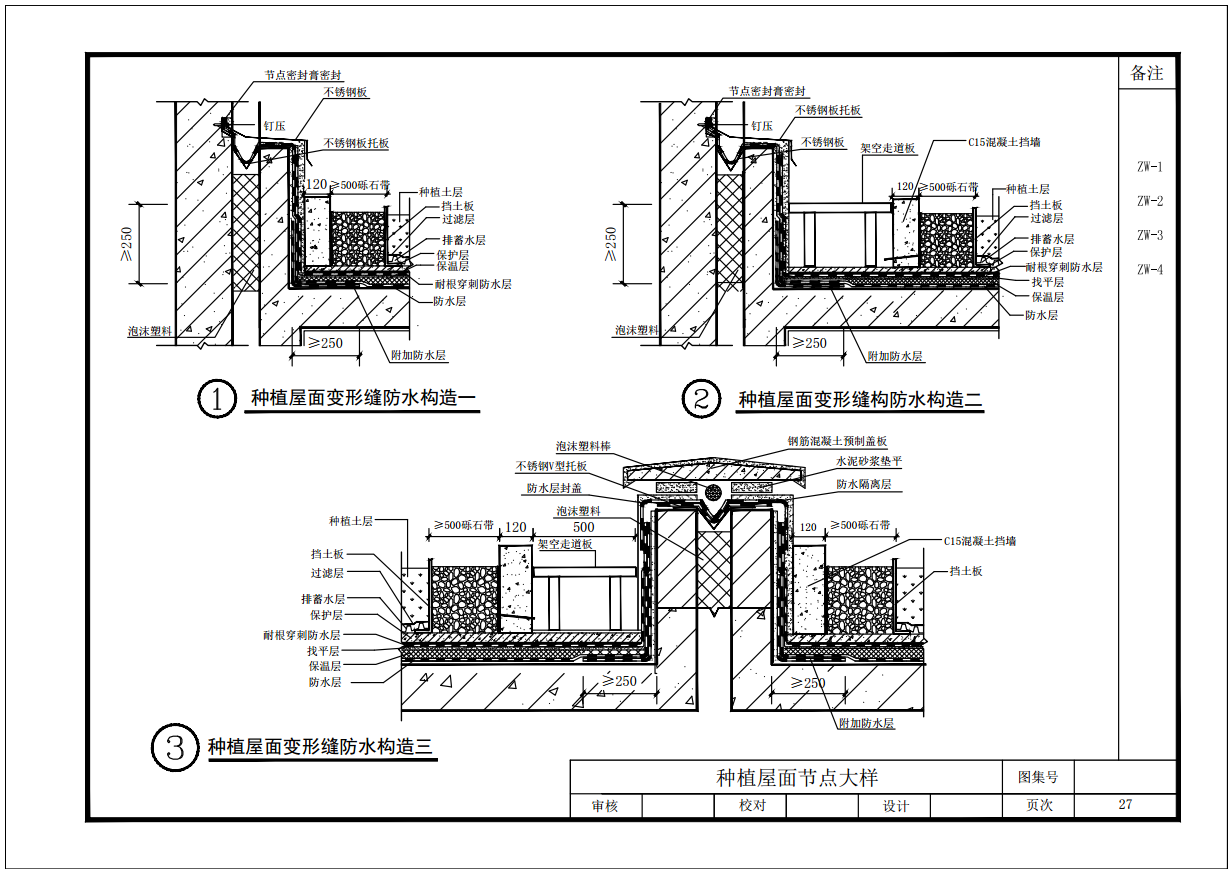 备注
ZW-1
ZW-2
ZW-3
ZW-4
节点密封膏密封
不锈钢板
钉压
不锈钢板托板
120
≥500砾石带
种植土层
挡土板
过滤层
排蓄水层
保护层
保温层
耐根穿刺防水层
防水层
≥250
泡沫塑料
≥250
附加防水层
1
种植屋面变形缝防水构造一
节点密封膏密封
不锈钢板托板
钉压
不锈钢板
架空走道板
C15混凝土挡墙
120
≥500砾石带
种植土层
挡土板
过滤层
排蓄水层
保护层
耐根穿刺防水层
找平层
保温层
防水层
≥250
泡沫塑料
≥250
附加防水层
2
种植屋面变形缝构防水构造二
泡沫塑料棒
钢筋混凝土预制盖板
不锈钢V型托板
水泥砂浆垫平
防水层封盖
防水隔离层
泡沫塑料
种植土层
≥500砾石带
120
500
架空走道板
120
≥500砾石带
C15混凝土挡墙
挡土板
挡土板
过滤层
排蓄水层
保护层
耐根穿刺防水层
找平层
保温层
防水层
≥250
≥250
附加防水层
3
种植屋面变形缝防水构造三
种植屋面节点大样
图集号
审核
校对
设计
页次
27